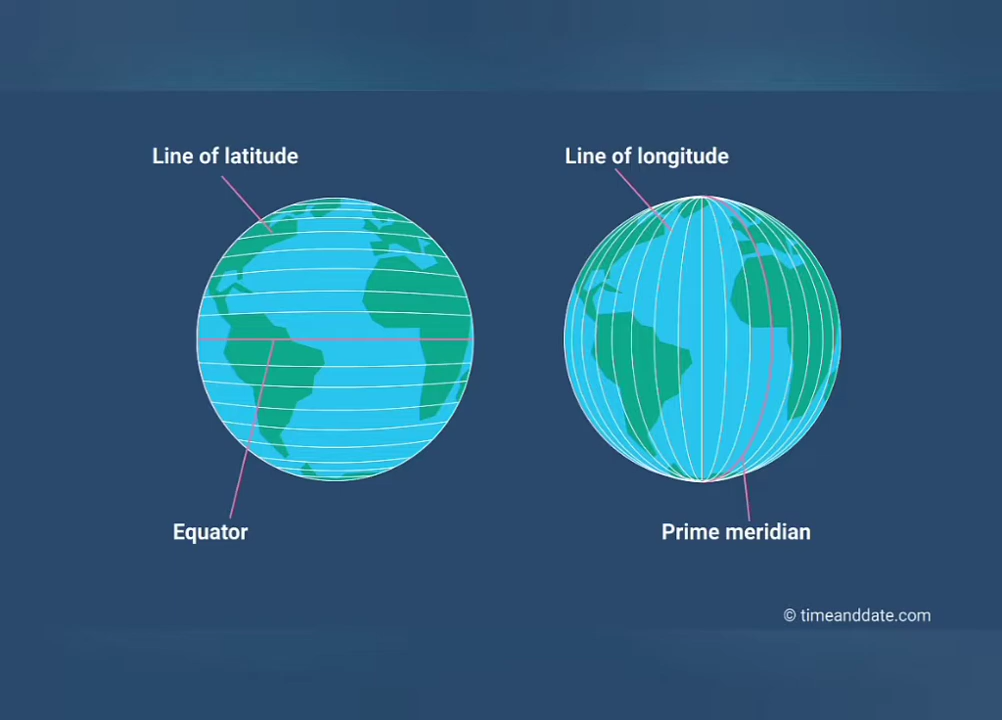 Line of latitude
Line of longitude
Equator
Prime meridian
© timeanddate.com